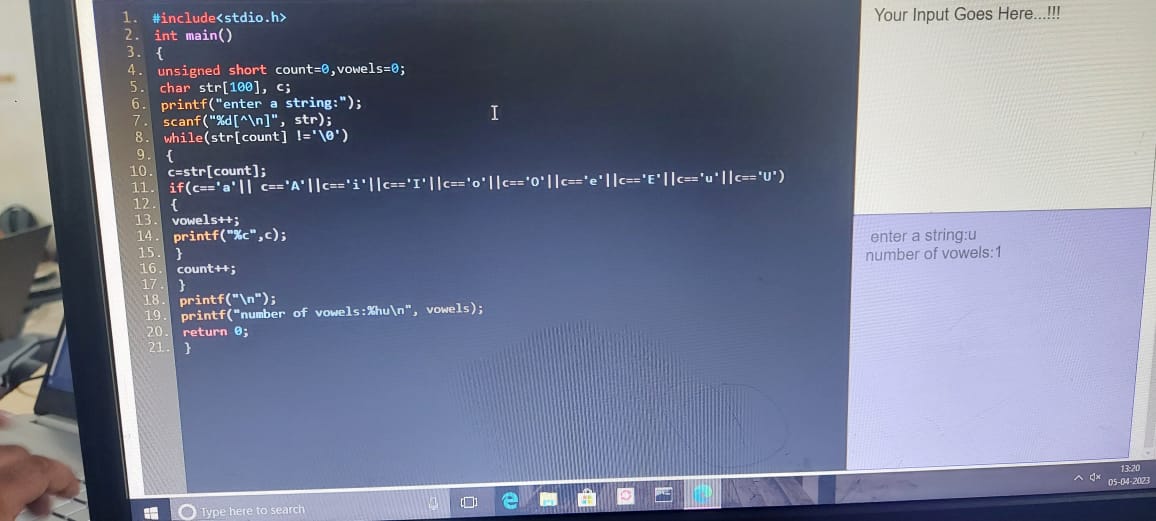 1. #include<stdio.h>
2. int main()
3. {
4. unsigned short count=0,vowels=0;
5. char str[100], c;
6. printf("enter a string:");
7. scanf("%d[^\n]", str);
8. while(str[count] !='\0')
9. {
10. c=str[count];
11. if(c=='a'|| c=='A'||c=='i'||c=='I'||c=='o'||c=='O'||c=='e'||c=='E'||c=='u'||c=='U')
12. {
13. vowels++;
14. printf("%c",c);
15. }
16. count++;
17. }
18. printf("\n");
19. printf("number of vowels:%hu\n", vowels);
20. return 0;
21. }
Your Input Goes Here...!!!
enter a string:u
number of vowels:1
Type here to search
13:20
05-04-2023